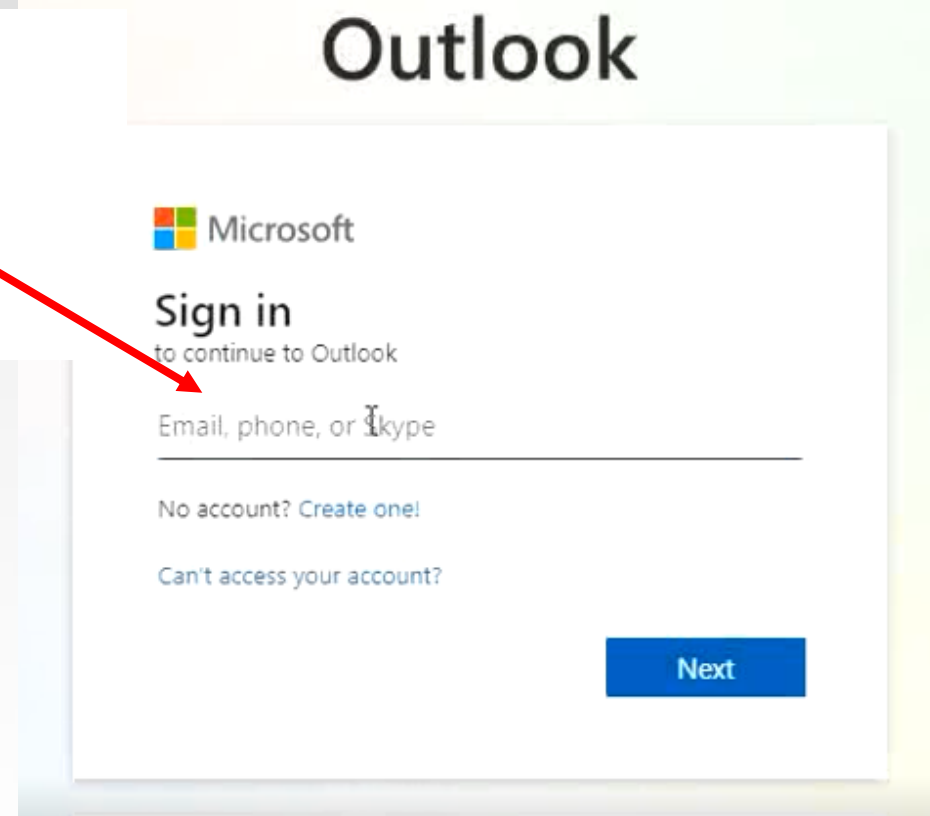 Outlook
Microsoft
Sign in
to continue to Outlook
Email, phone, or Skype
No account? Create one!
Can't access your account?
Next